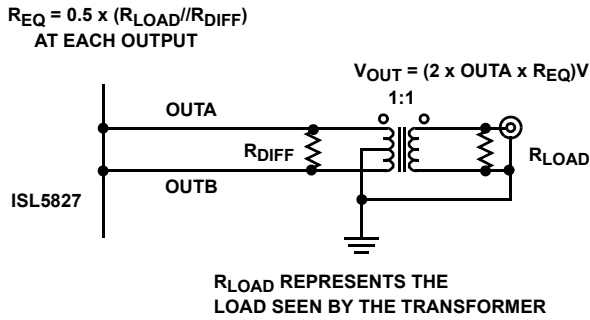 REQ = 0.5 x (RLOAD//RDIFF)
AT EACH OUTPUT
VOUT = (2 x OUTA x REQ)V
1:1
OUTA
RDIFF
RLOAD
OUTB
ISL5827
RLOAD REPRESENTS THE
LOAD SEEN BY THE TRANSFORMER